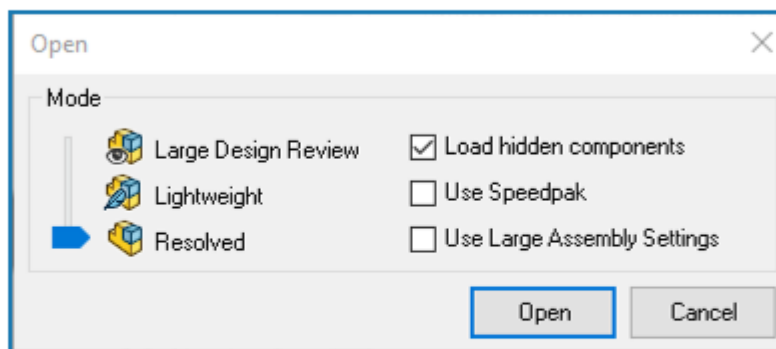 Open
Mode
Large Design Review
Load hidden components
Lightweight
Use Speedpak
Resolved
Use Large Assembly Settings
Open
Cancel